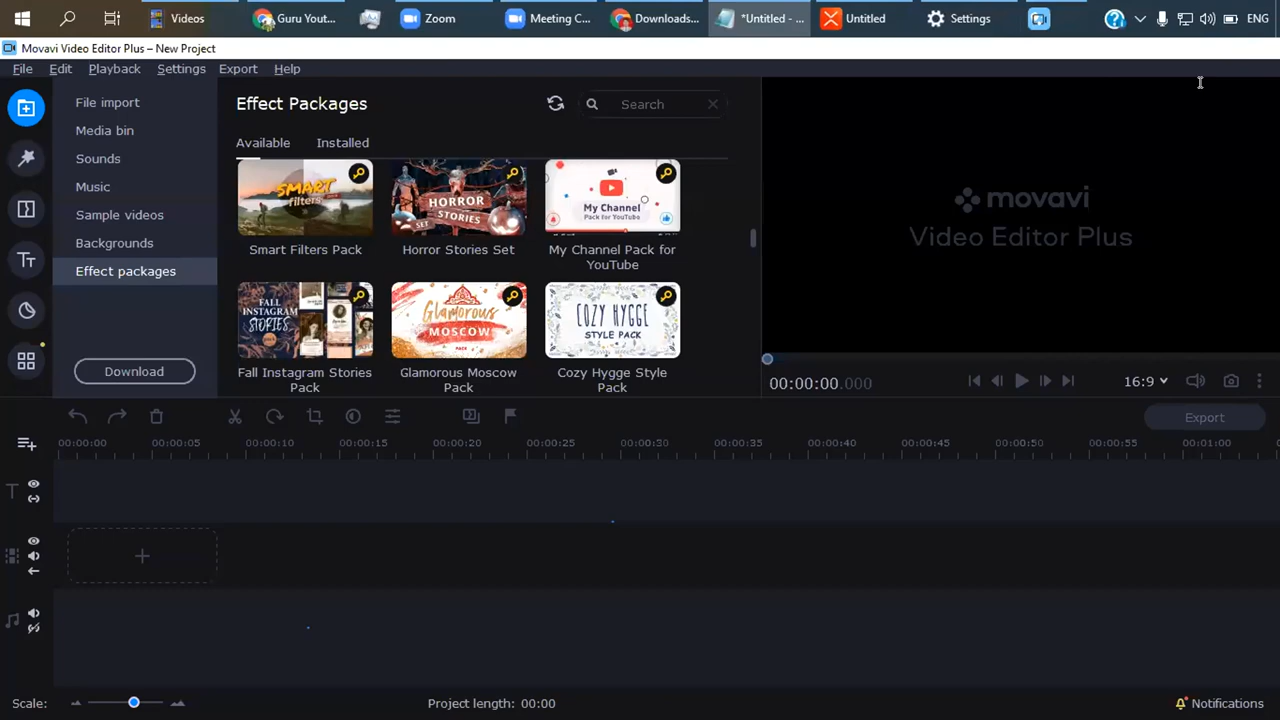 Videos
Guru Yout...
Zoom
Meeting C...
Downloads...
*Untitled - ...
Untitled
Settings
ENG
Movavi Video Editor Plus – New Project
File Edit Playback Settings Export Help
File import
Media bin
Sounds
Music
Sample videos
Backgrounds
Effect packages
Download
Effect Packages
Search
Available Installed
SMART
filters
HORROR
STORIES
SET
My Channel
Pack for YouTube
Smart Filters Pack
Horror Stories Set
My Channel Pack for
YouTube
FALL
INSTAGRAM
STORIES
PACK
Glamorous
MOSCOW
PACK
COZY HYGGE
STYLE PACK
Fall Instagram Stories
Pack
Glamorous Moscow
Pack
Cozy Hygge Style
Pack
movavi
Video Editor Plus
00:00:00.000
16:9
Export
00:00:00 00:00:05 00:00:10 00:00:15 00:00:20 00:00:25 00:00:30 00:00:35 00:00:40 00:00:45 00:00:50 00:00:55 00:01:00
Scale:
Project length: 00:00
Notifications